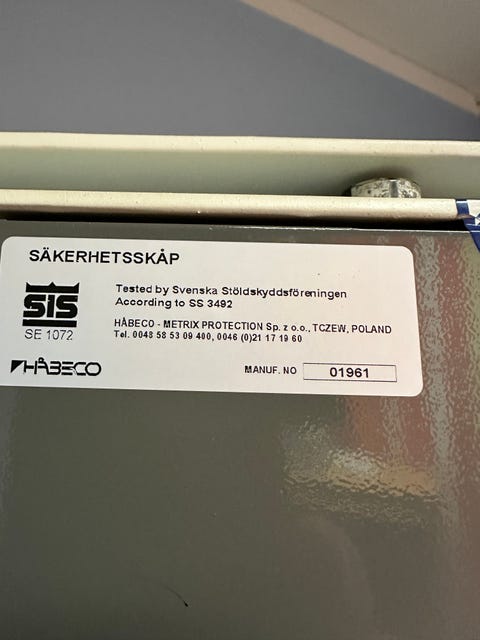 SÄKERHETSSKÅP
SIS
SE 1072
Tested by Svenska Stöldskyddsföreningen
According to SS 3492
HÅBECO - METRIX PROTECTION Sp. z o.o., TCZEW, POLAND
Tel. 0048 58 53 09 400, 0046 (0)21 17 19 60
HÅBECO
MANUF. NO 01961